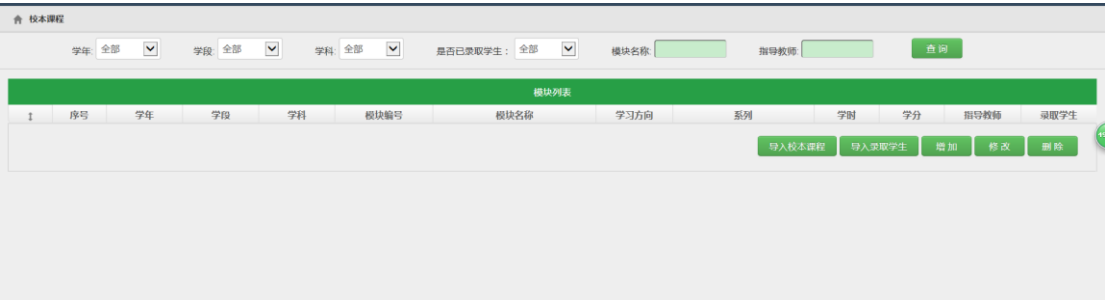 校本课程
学年: 全部 学段: 全部 学科: 全部 是否已录取学生： 全部 模块名称: 指导教师: 查 询
模块列表
序号 学年 学段 学科 模块编号 模块名称 学习方向 系列 学时 学分 指导教师 录取学生
导入校本课程 导入录取学生 增 加 修 改 删 除